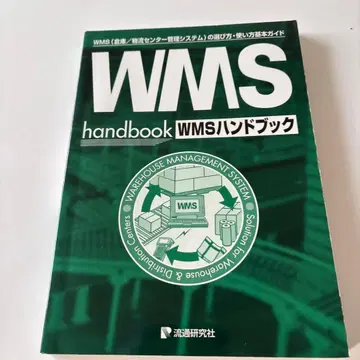 WMS(倉庫/物流センター管理システム)の選び方・使い方基本ガイド
WMS
handbook WMSハンドブック
WAREHOUSE MANAGEMENT SYSTEM
WMS
Solution for Warehouse & Distribution Centers
流通研究社